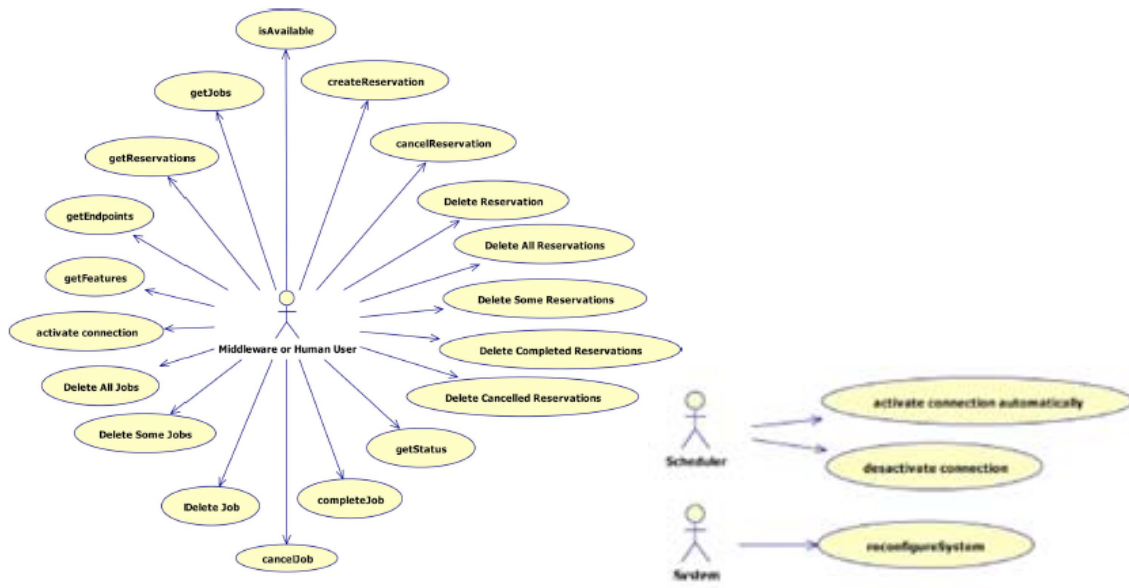 isAvailable
createReservation
getJobs
cancelReservation
getReservations
Delete Reservation
getEndpoints
Delete All Reservations
getFeatures
Delete Some Reservations
activate connection
Middleware or Human User
Delete Completed Reservations
Delete All Jobs
Delete Cancelled Reservations
Delete Some Jobs
getStatus
IDelete Job
completeJob
cancelJob
activate connection automatically
Scheduler
desactivate connection
reconfigureSystem
System